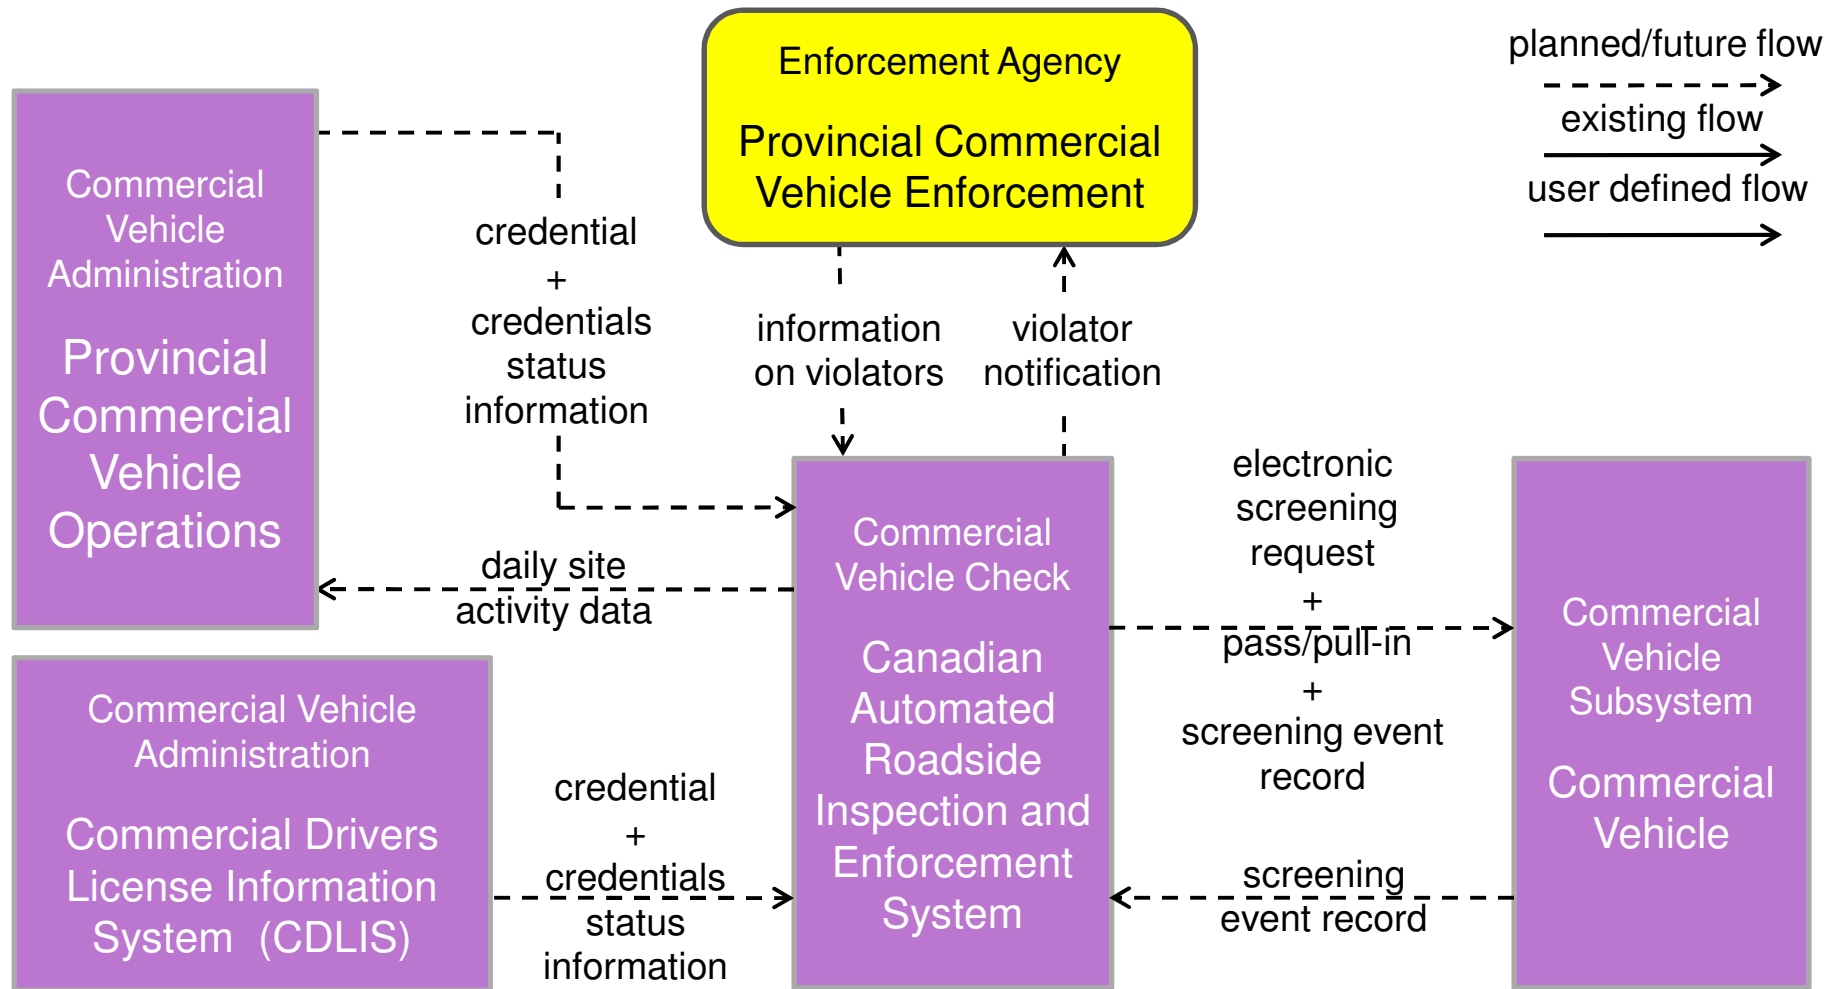 Enforcement Agency
Provincial Commercial
Vehicle Enforcement
planned/future flow
existing flow
user defined flow
Commercial
Vehicle
Administration
Provincial
Commercial
Vehicle
Operations
credential
+
credentials
status
information
information
on violators
violator
notification
daily site
activity data
Commercial Vehicle
Administration
Commercial Drivers
License Information
System (CDLIS)
credential
+
credentials
status
information
Commercial
Vehicle Check
Canadian
Automated
Roadside
Inspection and
Enforcement
System
electronic
screening
request
+
pass/pull-in
+
screening event
record
screening
event record
Commercial
Vehicle
Subsystem
Commercial
Vehicle